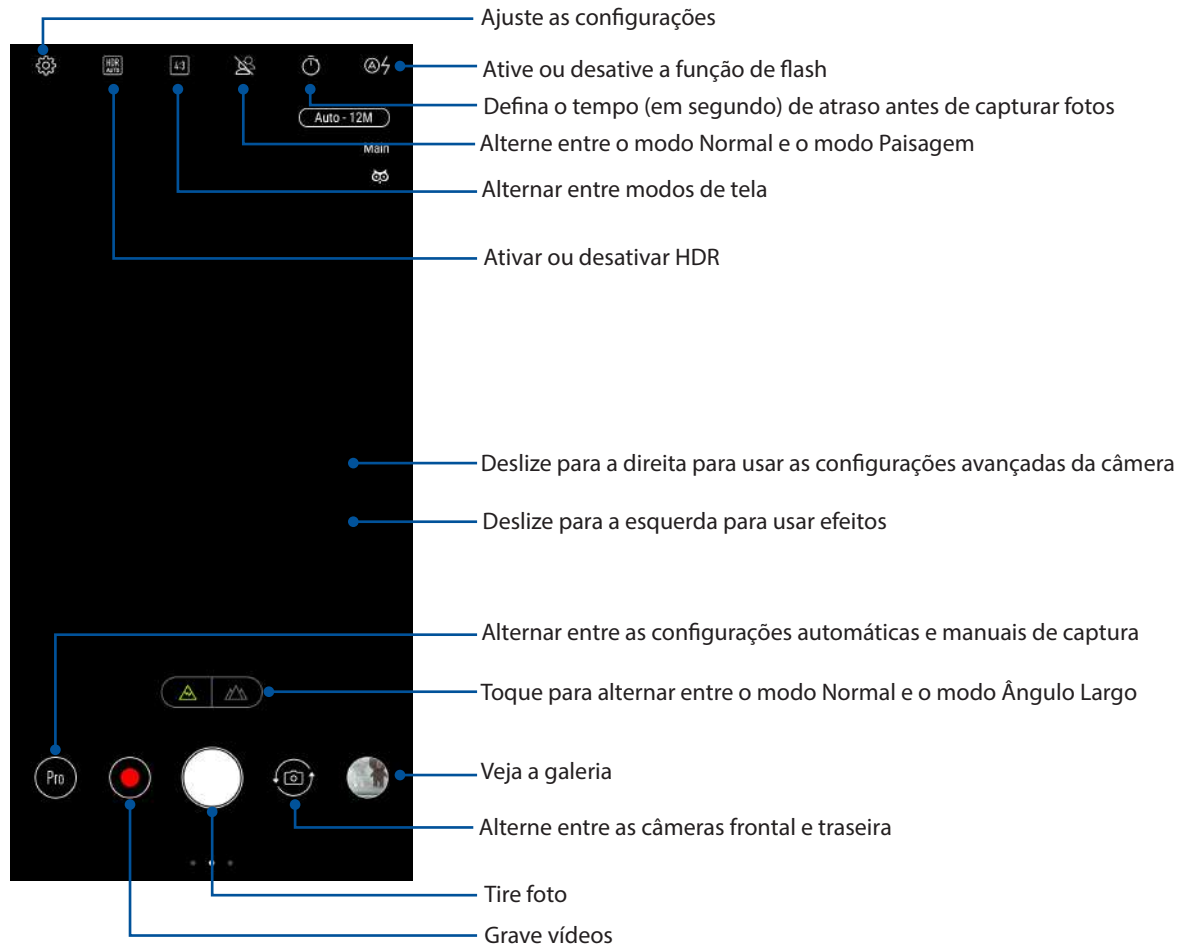 Ajuste as configurações
HDR
AUTO
4:3
Ative ou desative a função de flash
Defina o tempo (em segundo) de atraso antes de capturar fotos
Auto - 12M
Main
Alterne entre o modo Normal e o modo Paisagem
Alternar entre modos de tela
Ativar ou desativar HDR
Deslize para a direita para usar as configurações avançadas da câmera
Deslize para a esquerda para usar efeitos
Alternar entre as configurações automáticas e manuais de captura
Toque para alternar entre o modo Normal e o modo Ângulo Largo
Pro
Veja a galeria
Alterne entre as câmeras frontal e traseira
Tire foto
Grave vídeos